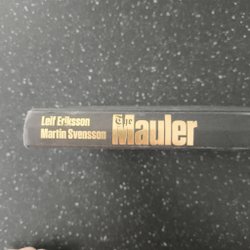 Leif Eriksson
Martin Svensson
The
Mauler